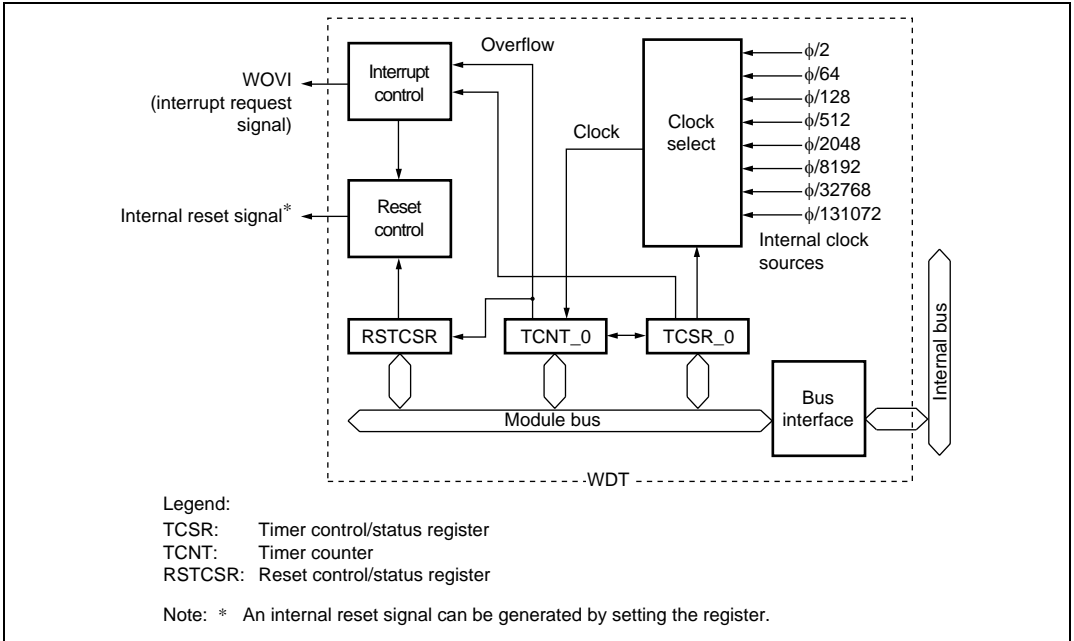 Overflow
Interrupt
control
WOVI
(interrupt request
signal)
Clock
Clock
select
ϕ/2
ϕ/64
ϕ/128
ϕ/512
ϕ/2048
ϕ/8192
ϕ/32768
ϕ/131072
Internal clock
sources
Reset
control
Internal reset signal*
RSTCSR
TCNT_0
TCSR_0
Internal bus
Bus
interface
Module bus
WDT
Legend:
TCSR: Timer control/status register
TCNT: Timer counter
RSTCSR: Reset control/status register
Note: * An internal reset signal can be generated by setting the register.